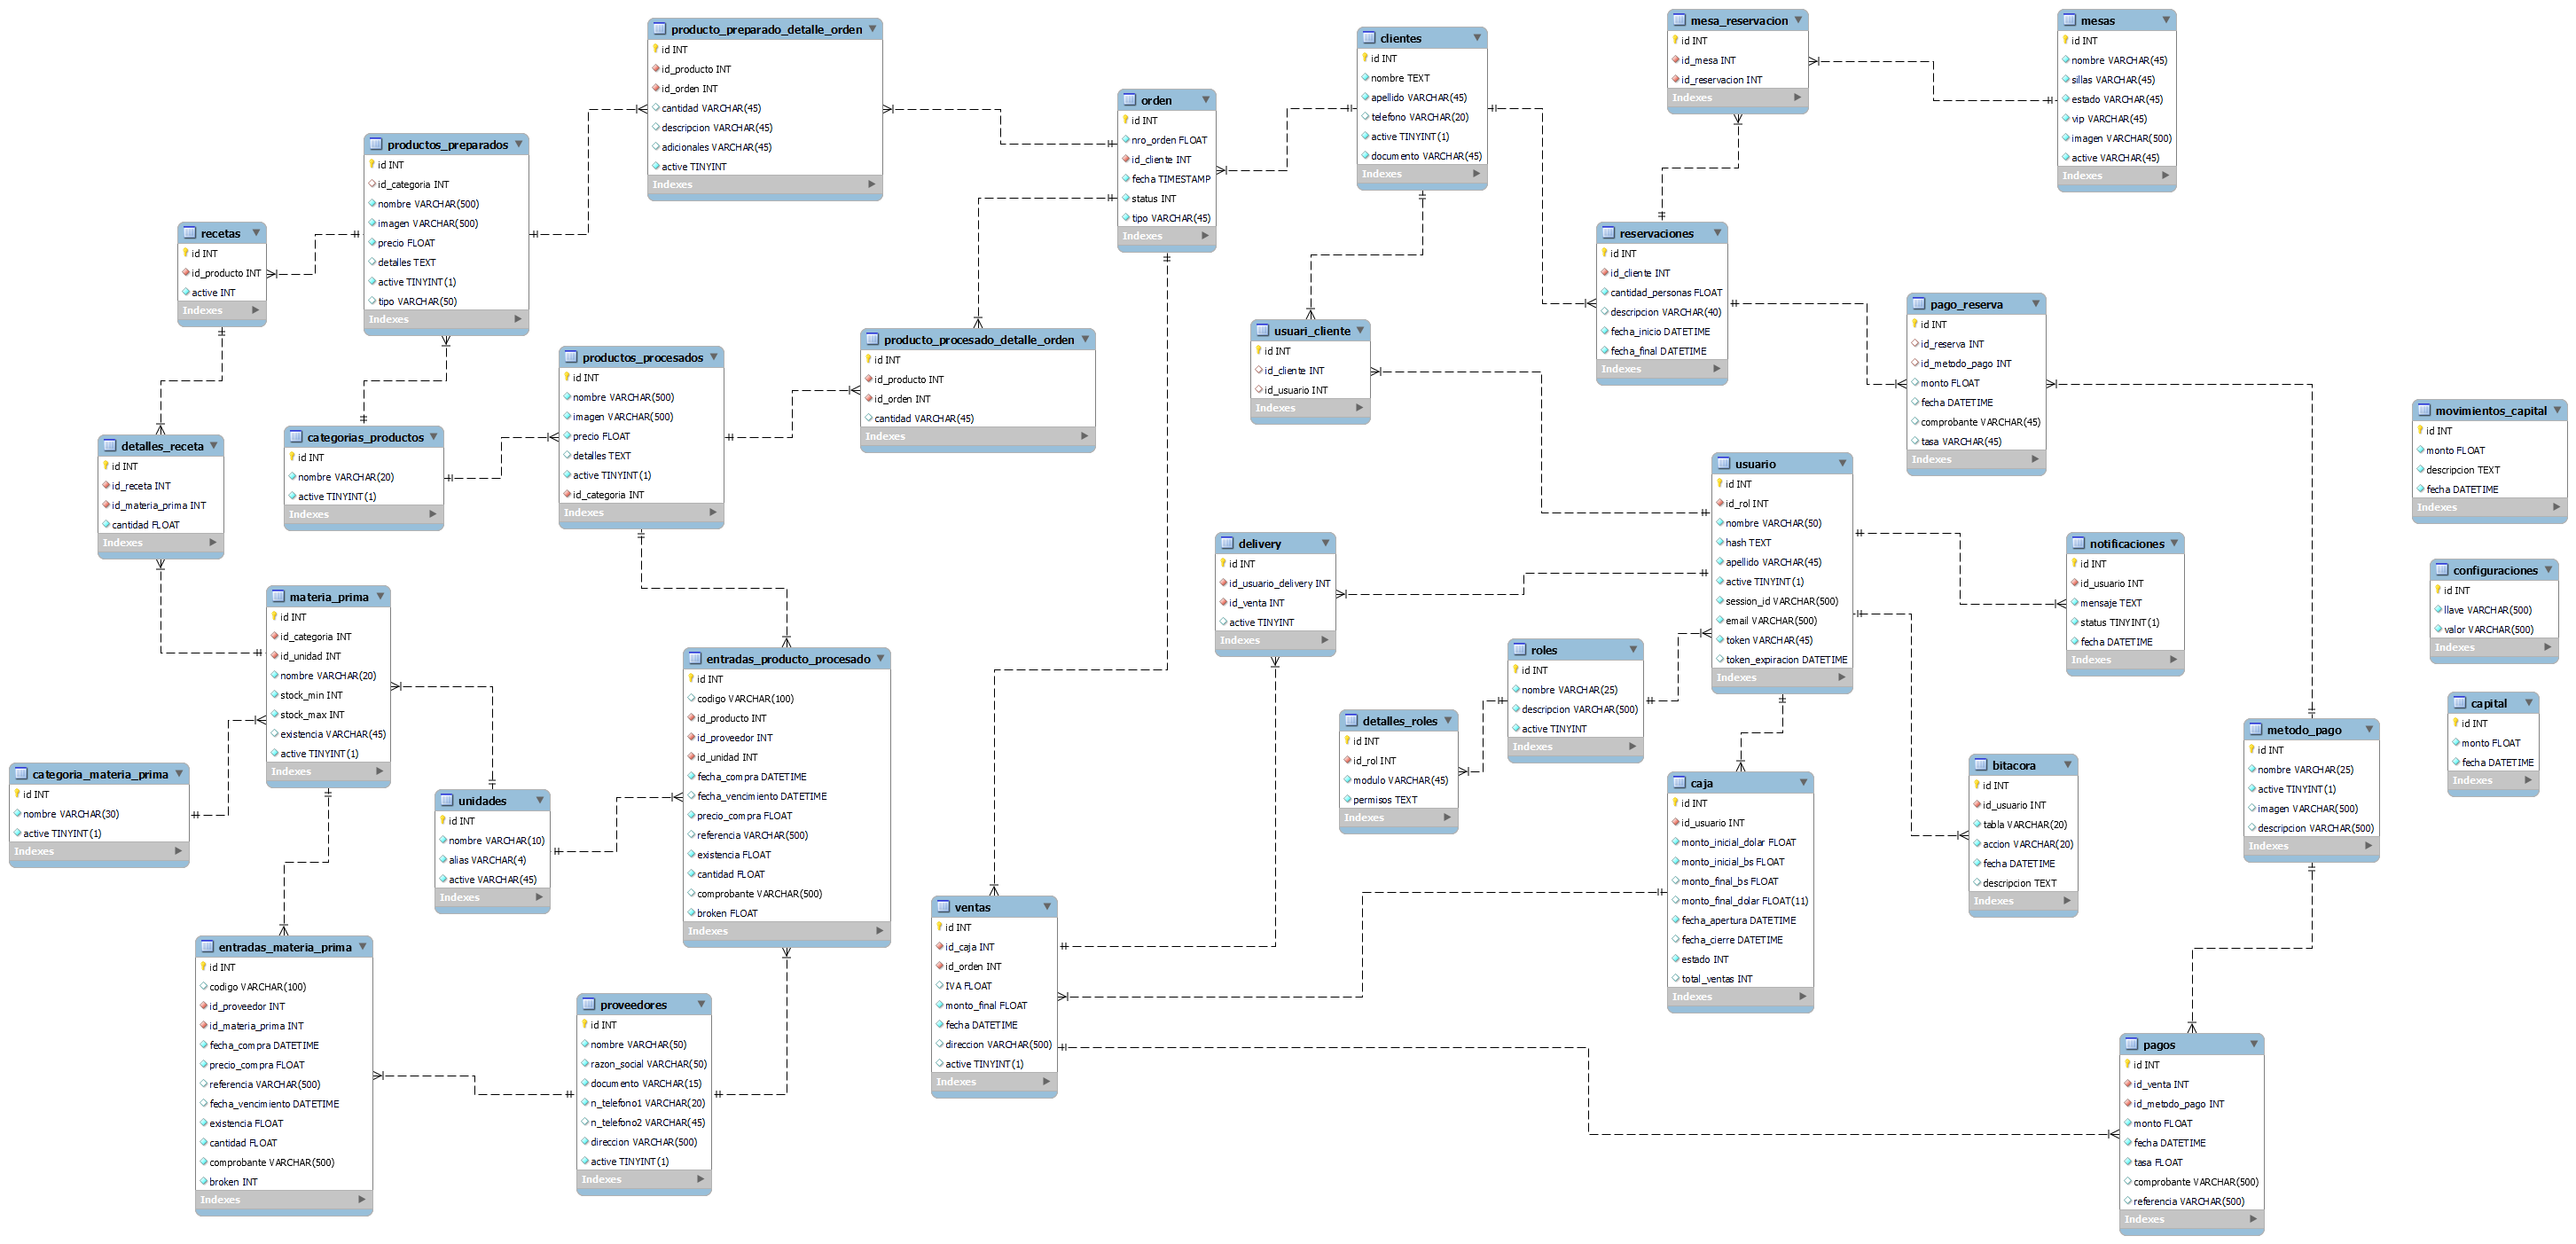 producto_preparado_detalle_orden
id INT
id_producto INT
id_orden INT
cantidad VARCHAR(45)
descripcion VARCHAR(45)
adicionales VARCHAR(45)
active TINYINT
Indexes
clientes
id INT
nombre TEXT
apellido VARCHAR(45)
telefono VARCHAR(20)
active TINYINT(1)
documento VARCHAR(45)
Indexes
mesa_reservacion
id INT
id_mesa INT
id_reservacion INT
Indexes
mesas
id INT
nombre VARCHAR(45)
sillas VARCHAR(45)
estado VARCHAR(45)
vip VARCHAR(45)
imagen VARCHAR(500)
active VARCHAR(45)
Indexes
orden
id INT
nro_orden FLOAT
id_cliente INT
fecha TIMESTAMP
status INT
tipo VARCHAR(45)
Indexes
productos_preparados
id INT
id_categoria INT
nombre VARCHAR(500)
imagen VARCHAR(500)
precio FLOAT
detalles TEXT
active TINYINT(1)
tipo VARCHAR(50)
Indexes
recetas
id INT
id_producto INT
active INT
Indexes
reservaciones
id INT
id_cliente INT
cantidad_personas FLOAT
descripcion VARCHAR(40)
fecha_inicio DATETIME
fecha_final DATETIME
Indexes
pago_reserva
id INT
id_reserva INT
id_metodo_pago INT
monto FLOAT
fecha DATETIME
comprobante VARCHAR(45)
tasa VARCHAR(45)
Indexes
usuari_cliente
id INT
id_cliente INT
id_usuario INT
Indexes
producto_procesado_detalle_orden
id INT
id_producto INT
id_orden INT
cantidad VARCHAR(45)
Indexes
productos_procesados
id INT
nombre VARCHAR(500)
imagen VARCHAR(500)
precio FLOAT
detalles TEXT
active TINYINT(1)
id_categoria INT
Indexes
movimientos_capital
id INT
monto FLOAT
descripcion TEXT
fecha DATETIME
Indexes
categorias_productos
id INT
nombre VARCHAR(20)
active TINYINT(1)
Indexes
detalles_receta
id INT
id_receta INT
id_materia_prima INT
cantidad FLOAT
Indexes
usuario
id INT
id_rol INT
nombre VARCHAR(50)
hash TEXT
apellido VARCHAR(45)
active TINYINT(1)
session_id VARCHAR(500)
email VARCHAR(500)
token VARCHAR(45)
token_expiracion DATETIME
Indexes
delivery
id INT
id_usuario_delivery INT
id_venta INT
active TINYINT
Indexes
notificaciones
id INT
id_usuario INT
mensaje TEXT
status TINYINT(1)
fecha DATETIME
Indexes
configuraciones
id INT
llave VARCHAR(500)
valor VARCHAR(500)
Indexes
materia_prima
id INT
id_categoria INT
id_unidad INT
nombre VARCHAR(20)
stock_min INT
stock_max INT
existencia VARCHAR(45)
active TINYINT(1)
Indexes
roles
id INT
nombre VARCHAR(25)
descripcion VARCHAR(500)
active TINYINT
Indexes
entradas_producto_procesado
id INT
codigo VARCHAR(100)
id_producto INT
id_proveedor INT
id_unidad INT
fecha_compra DATETIME
fecha_vencimiento DATETIME
precio_compra FLOAT
referencia VARCHAR(500)
existencia FLOAT
cantidad FLOAT
comprobante VARCHAR(500)
broken FLOAT
Indexes
capital
id INT
monto FLOAT
fecha DATETIME
Indexes
detalles_roles
id INT
id_rol INT
modulo VARCHAR(45)
permisos TEXT
Indexes
metodo_pago
id INT
nombre VARCHAR(25)
active TINYINT(1)
imagen VARCHAR(500)
descripcion VARCHAR(500)
Indexes
bitacora
id INT
id_usuario INT
tabla VARCHAR(20)
accion VARCHAR(20)
fecha DATETIME
descripcion TEXT
Indexes
categoria_materia_prima
id INT
nombre VARCHAR(30)
active TINYINT(1)
Indexes
caja
id INT
id_usuario INT
monto_inicial_dolar FLOAT
monto_inicial_bs FLOAT
monto_final_bs FLOAT
monto_final_dolar FLOAT(11)
fecha_apertura DATETIME
fecha_cierre DATETIME
estado INT
total_ventas INT
Indexes
unidades
id INT
nombre VARCHAR(10)
alias VARCHAR(4)
active VARCHAR(45)
Indexes
ventas
id INT
id_caja INT
id_orden INT
IVA FLOAT
monto_final FLOAT
fecha DATETIME
direccion VARCHAR(500)
active TINYINT(1)
Indexes
entradas_materia_prima
id INT
codigo VARCHAR(100)
id_proveedor INT
id_materia_prima INT
fecha_compra DATETIME
precio_compra FLOAT
referencia VARCHAR(500)
fecha_vencimiento DATETIME
existencia FLOAT
cantidad FLOAT
comprobante VARCHAR(500)
broken INT
Indexes
proveedores
id INT
nombre VARCHAR(50)
razon_social VARCHAR(50)
documento VARCHAR(15)
n_telefono1 VARCHAR(20)
n_telefono2 VARCHAR(45)
direccion VARCHAR(500)
active TINYINT(1)
Indexes
pagos
id INT
id_venta INT
id_metodo_pago INT
monto FLOAT
fecha DATETIME
tasa FLOAT
comprobante VARCHAR(500)
referencia VARCHAR(500)
Indexes